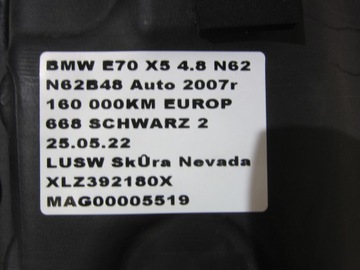 BMW E70 X5 4.8 N62
N62B48 Auto 2007r
160 000KM EUROP
668 SCHWARZ 2
25.05.22
LUSW SkÛra Nevada
XLZ392180X
MAG00005519